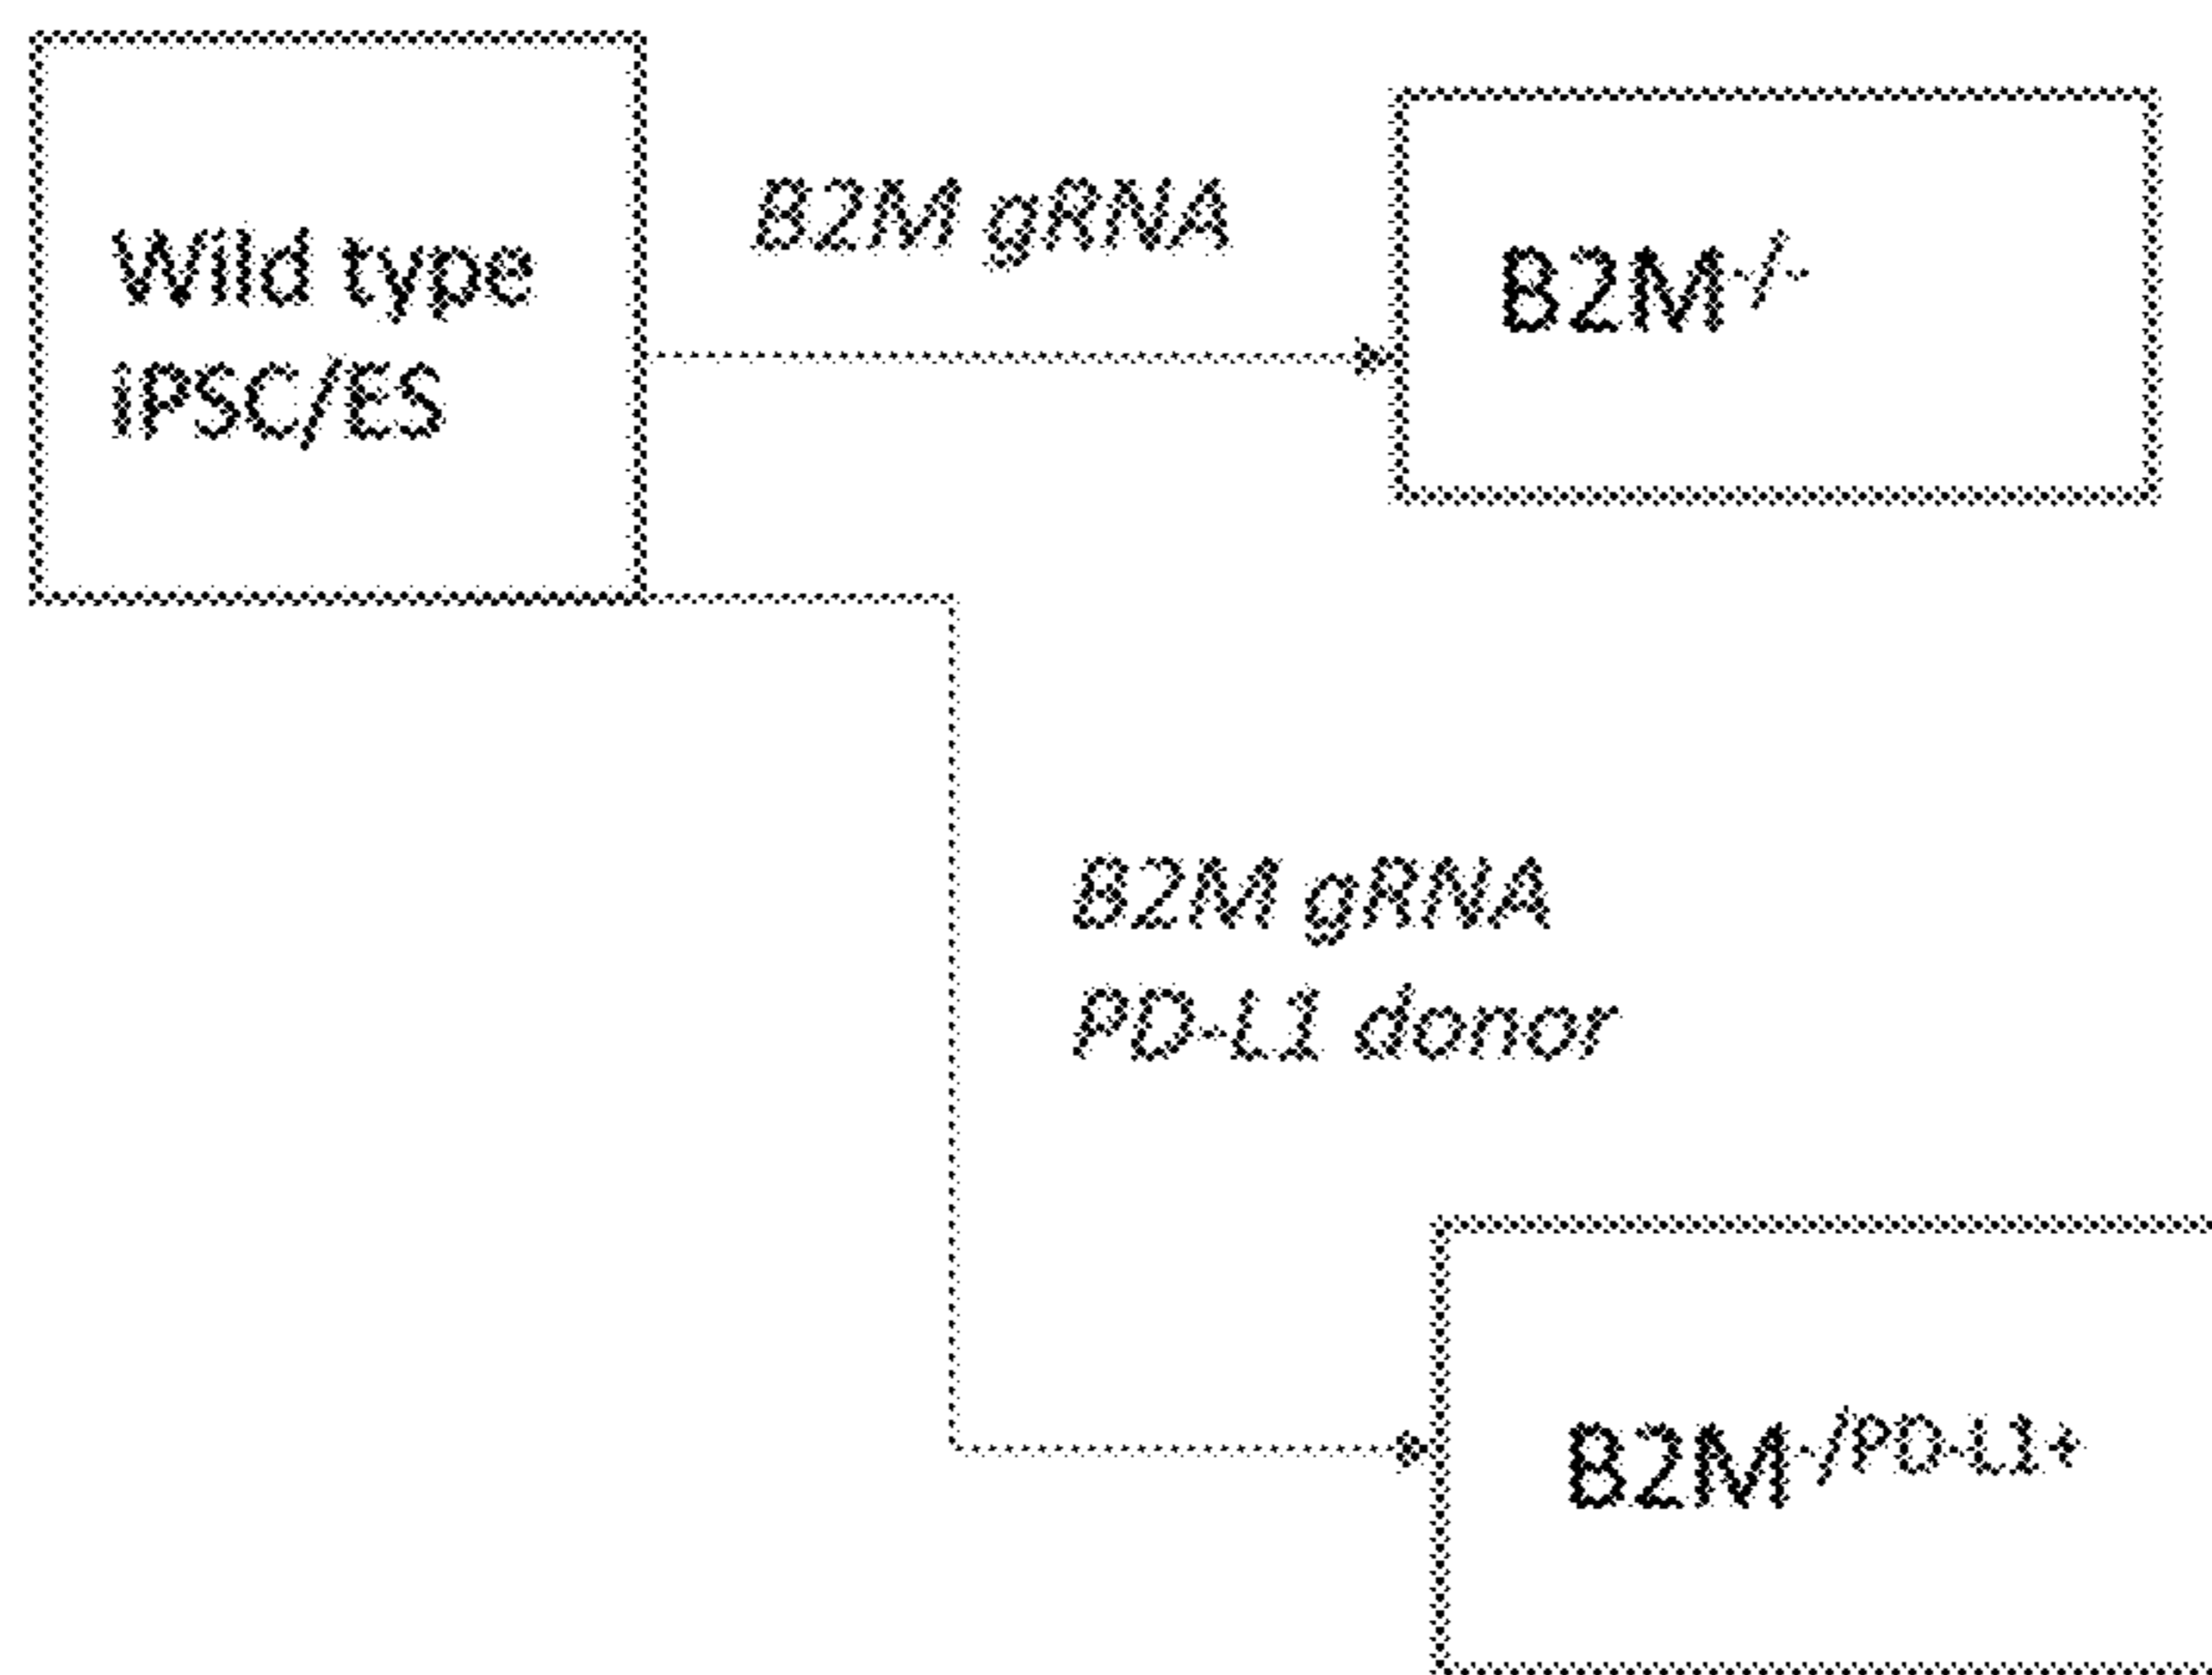 Wild type
iPSC/ES
B2M gRNA
B2M-/-
B2M gRNA
PD-L1 donor
B2M-/PD-L1+